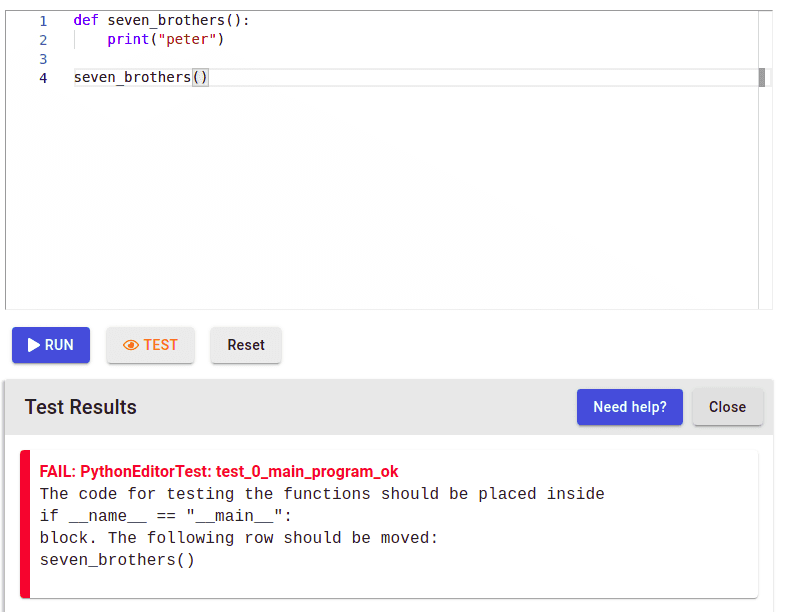 1 def seven_brothers():
2     print("peter")
3
4 seven_brothers()
RUN TEST Reset
Test Results Need help? Close
FAIL: PythonEditorTest: test_0_main_program_ok
The code for testing the functions should be placed inside
if __name__ == "__main__":
block. The following row should be moved:
seven_brothers()